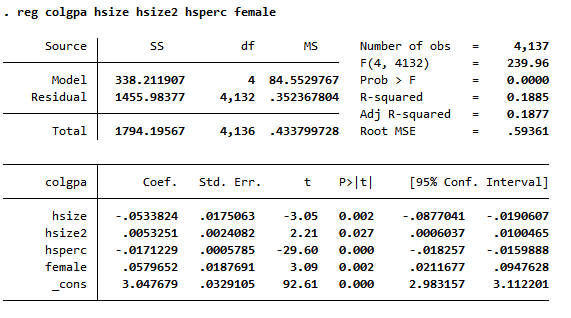 . reg colgpa hsize hsize2 hsperc female
Source SS df MS Number of obs = 4,137
F(4, 4132) = 239.96
Model 338.211907 4 84.5529767 Prob > F = 0.0000
Residual 1455.98377 4,132 .352367804 R-squared = 0.1885
Adj R-squared = 0.1877
Total 1794.19567 4,136 .433799728 Root MSE = .59361
colgpa Coef. Std. Err. t P>|t| [95% Conf. Interval]
hsize -.0533824 .0175063 -3.05 0.002 -.0877041 -.0190607
hsize2 .0053251 .0024082 2.21 0.027 .0006037 .0100465
hsperc -.0171229 .0005785 -29.60 0.000 -.018257 -.0159888
female .0579652 .0187691 3.09 0.002 .0211677 .0947628
_cons 3.047679 .0329105 92.61 0.000 2.983157 3.112201